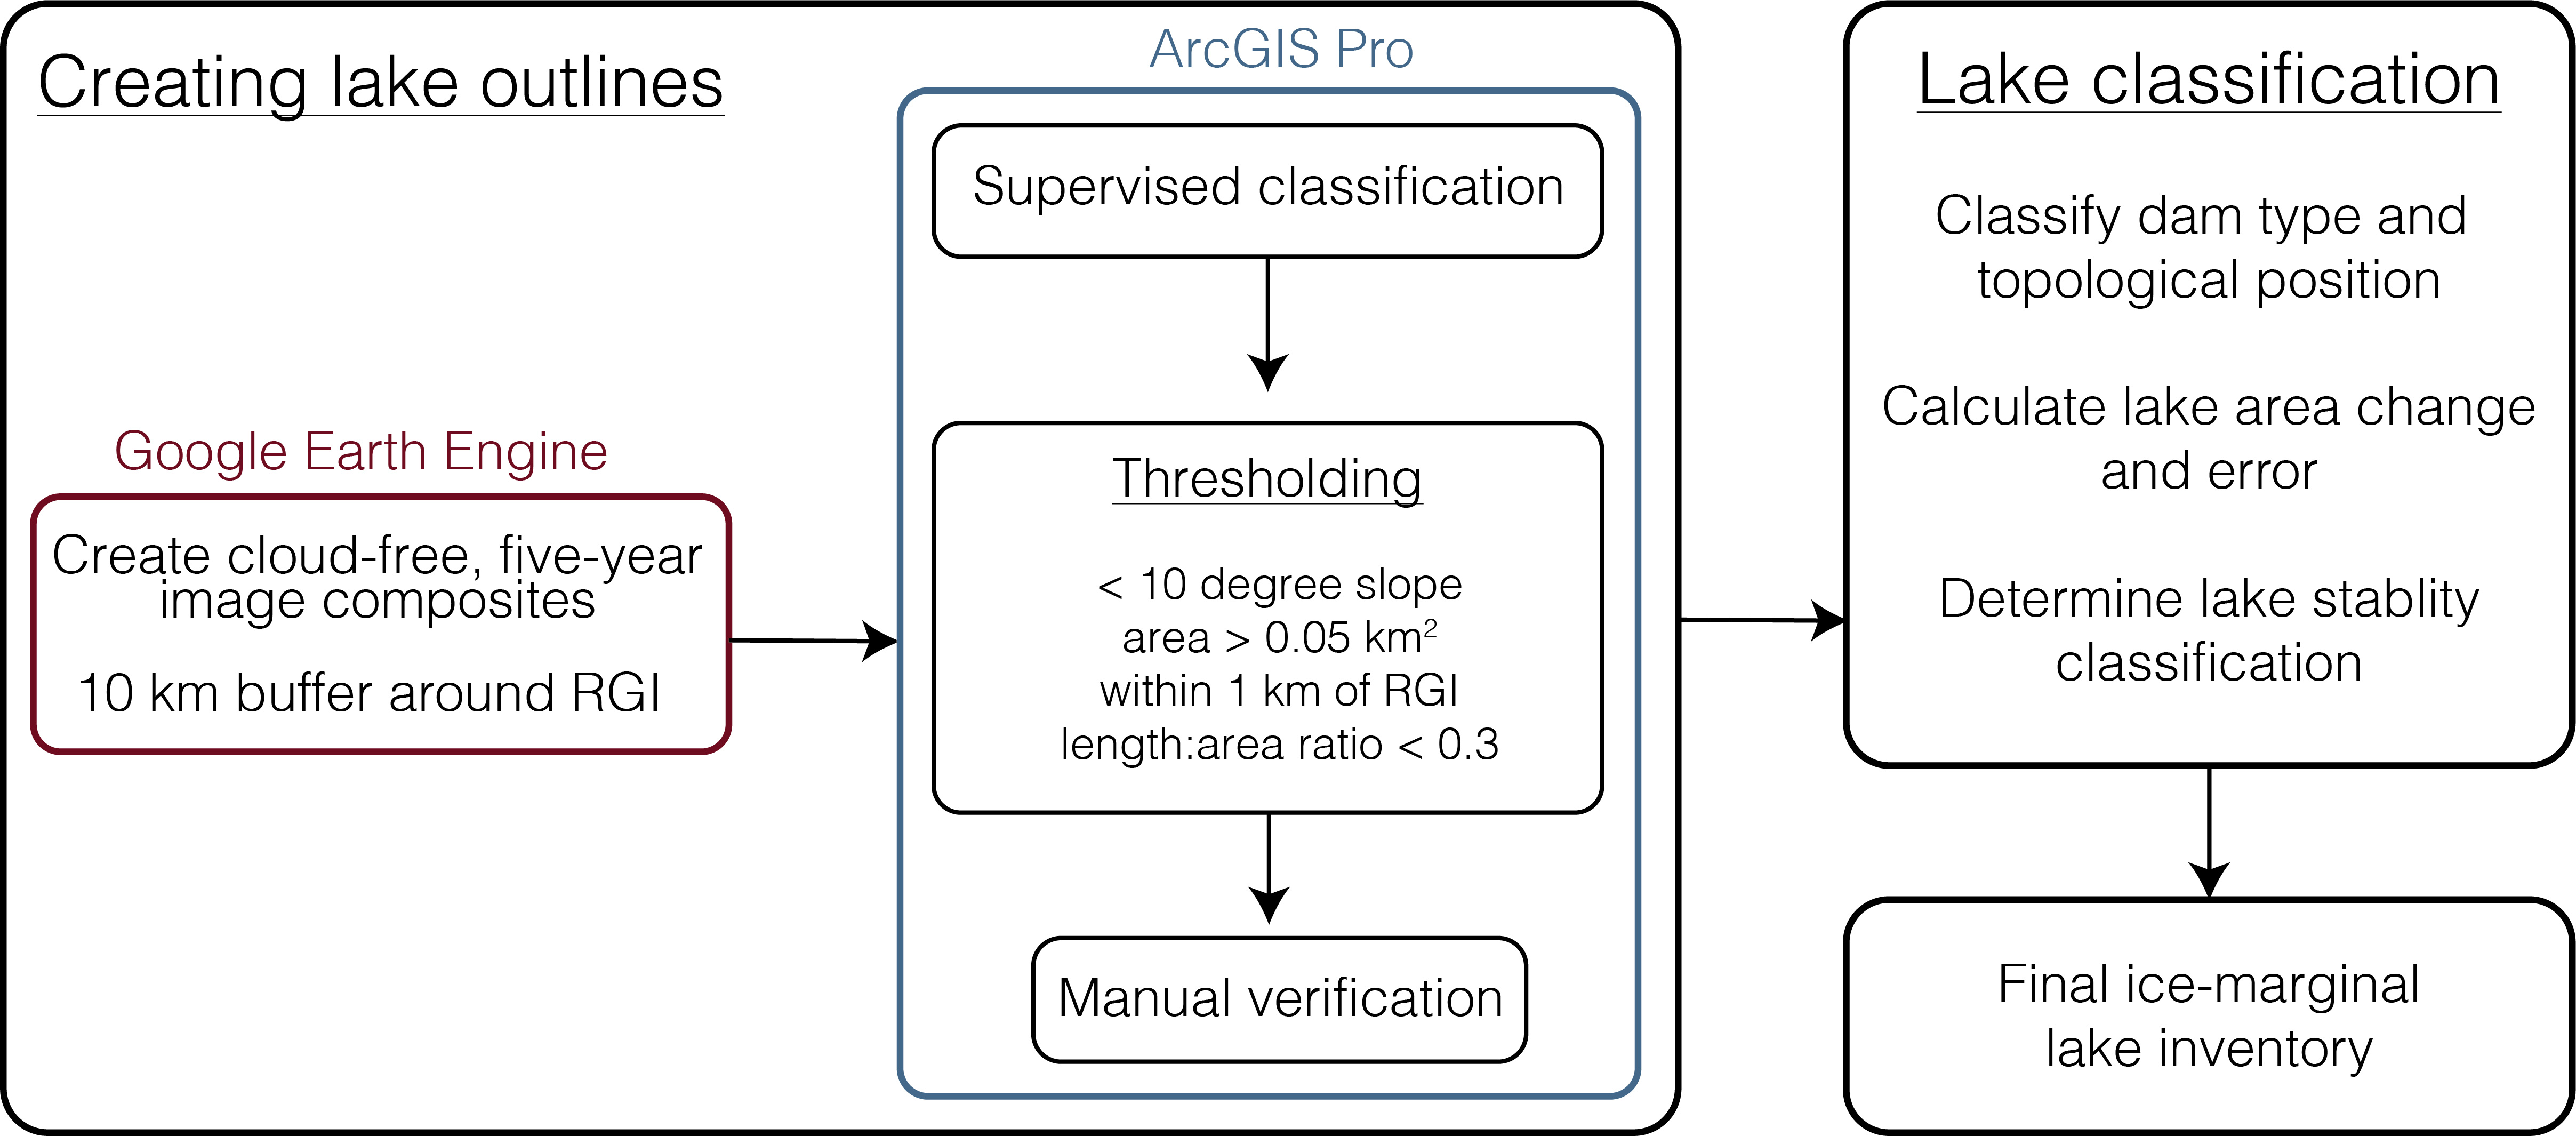 Creating lake outlines
Google Earth Engine
Create cloud-free, five-year
image composites
10 km buffer around RGI
ArcGIS Pro
Supervised classification
Thresholding
< 10 degree slope
area > 0.05 km²
within 1 km of RGI
length:area ratio < 0.3
Manual verification
Lake classification
Classify dam type and
topological position
Calculate lake area change
and error
Determine lake stablity
classification
Final ice-marginal
lake inventory